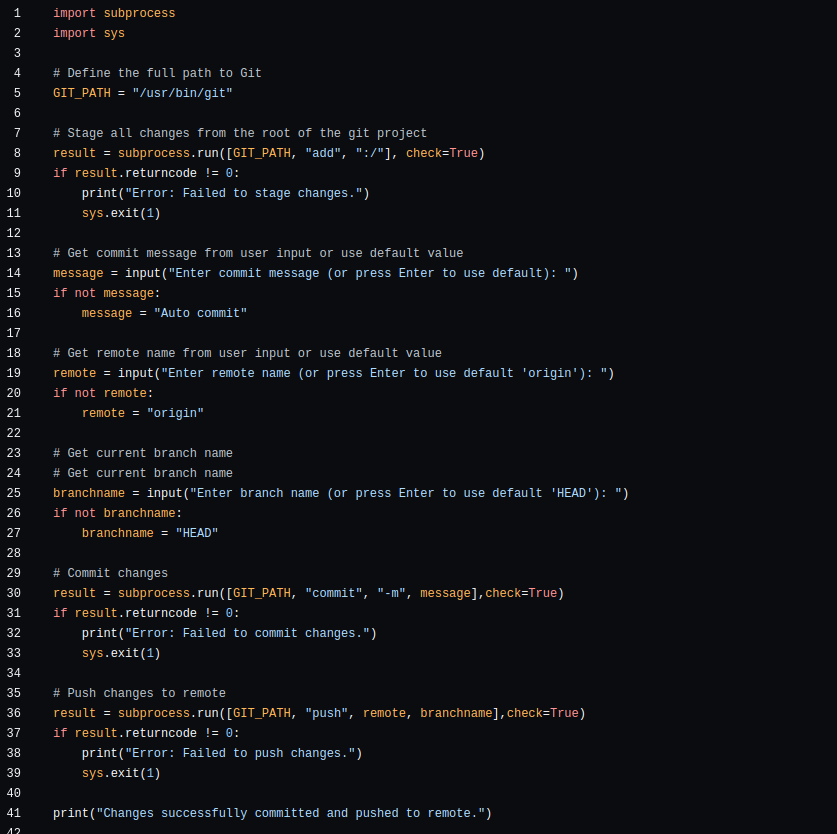 1 import subprocess
2 import sys
3
4 # Define the full path to Git
5 GIT_PATH = "/usr/bin/git"
6
7 # Stage all changes from the root of the git project
8 result = subprocess.run([GIT_PATH, "add", ":/"], check=True)
9 if result.returncode != 0:
10     print("Error: Failed to stage changes.")
11     sys.exit(1)
12
13 # Get commit message from user input or use default value
14 message = input("Enter commit message (or press Enter to use default): ")
15 if not message:
16     message = "Auto commit"
17
18 # Get remote name from user input or use default value
19 remote = input("Enter remote name (or press Enter to use default 'origin'): ")
20 if not remote:
21     remote = "origin"
22
23 # Get current branch name
24 # Get current branch name
25 branchname = input("Enter branch name (or press Enter to use default 'HEAD'): ")
26 if not branchname:
27     branchname = "HEAD"
28
29 # Commit changes
30 result = subprocess.run([GIT_PATH, "commit", "-m", message],check=True)
31 if result.returncode != 0:
32     print("Error: Failed to commit changes.")
33     sys.exit(1)
34
35 # Push changes to remote
36 result = subprocess.run([GIT_PATH, "push", remote, branchname],check=True)
37 if result.returncode != 0:
38     print("Error: Failed to push changes.")
39     sys.exit(1)
40
41 print("Changes successfully committed and pushed to remote.")
42